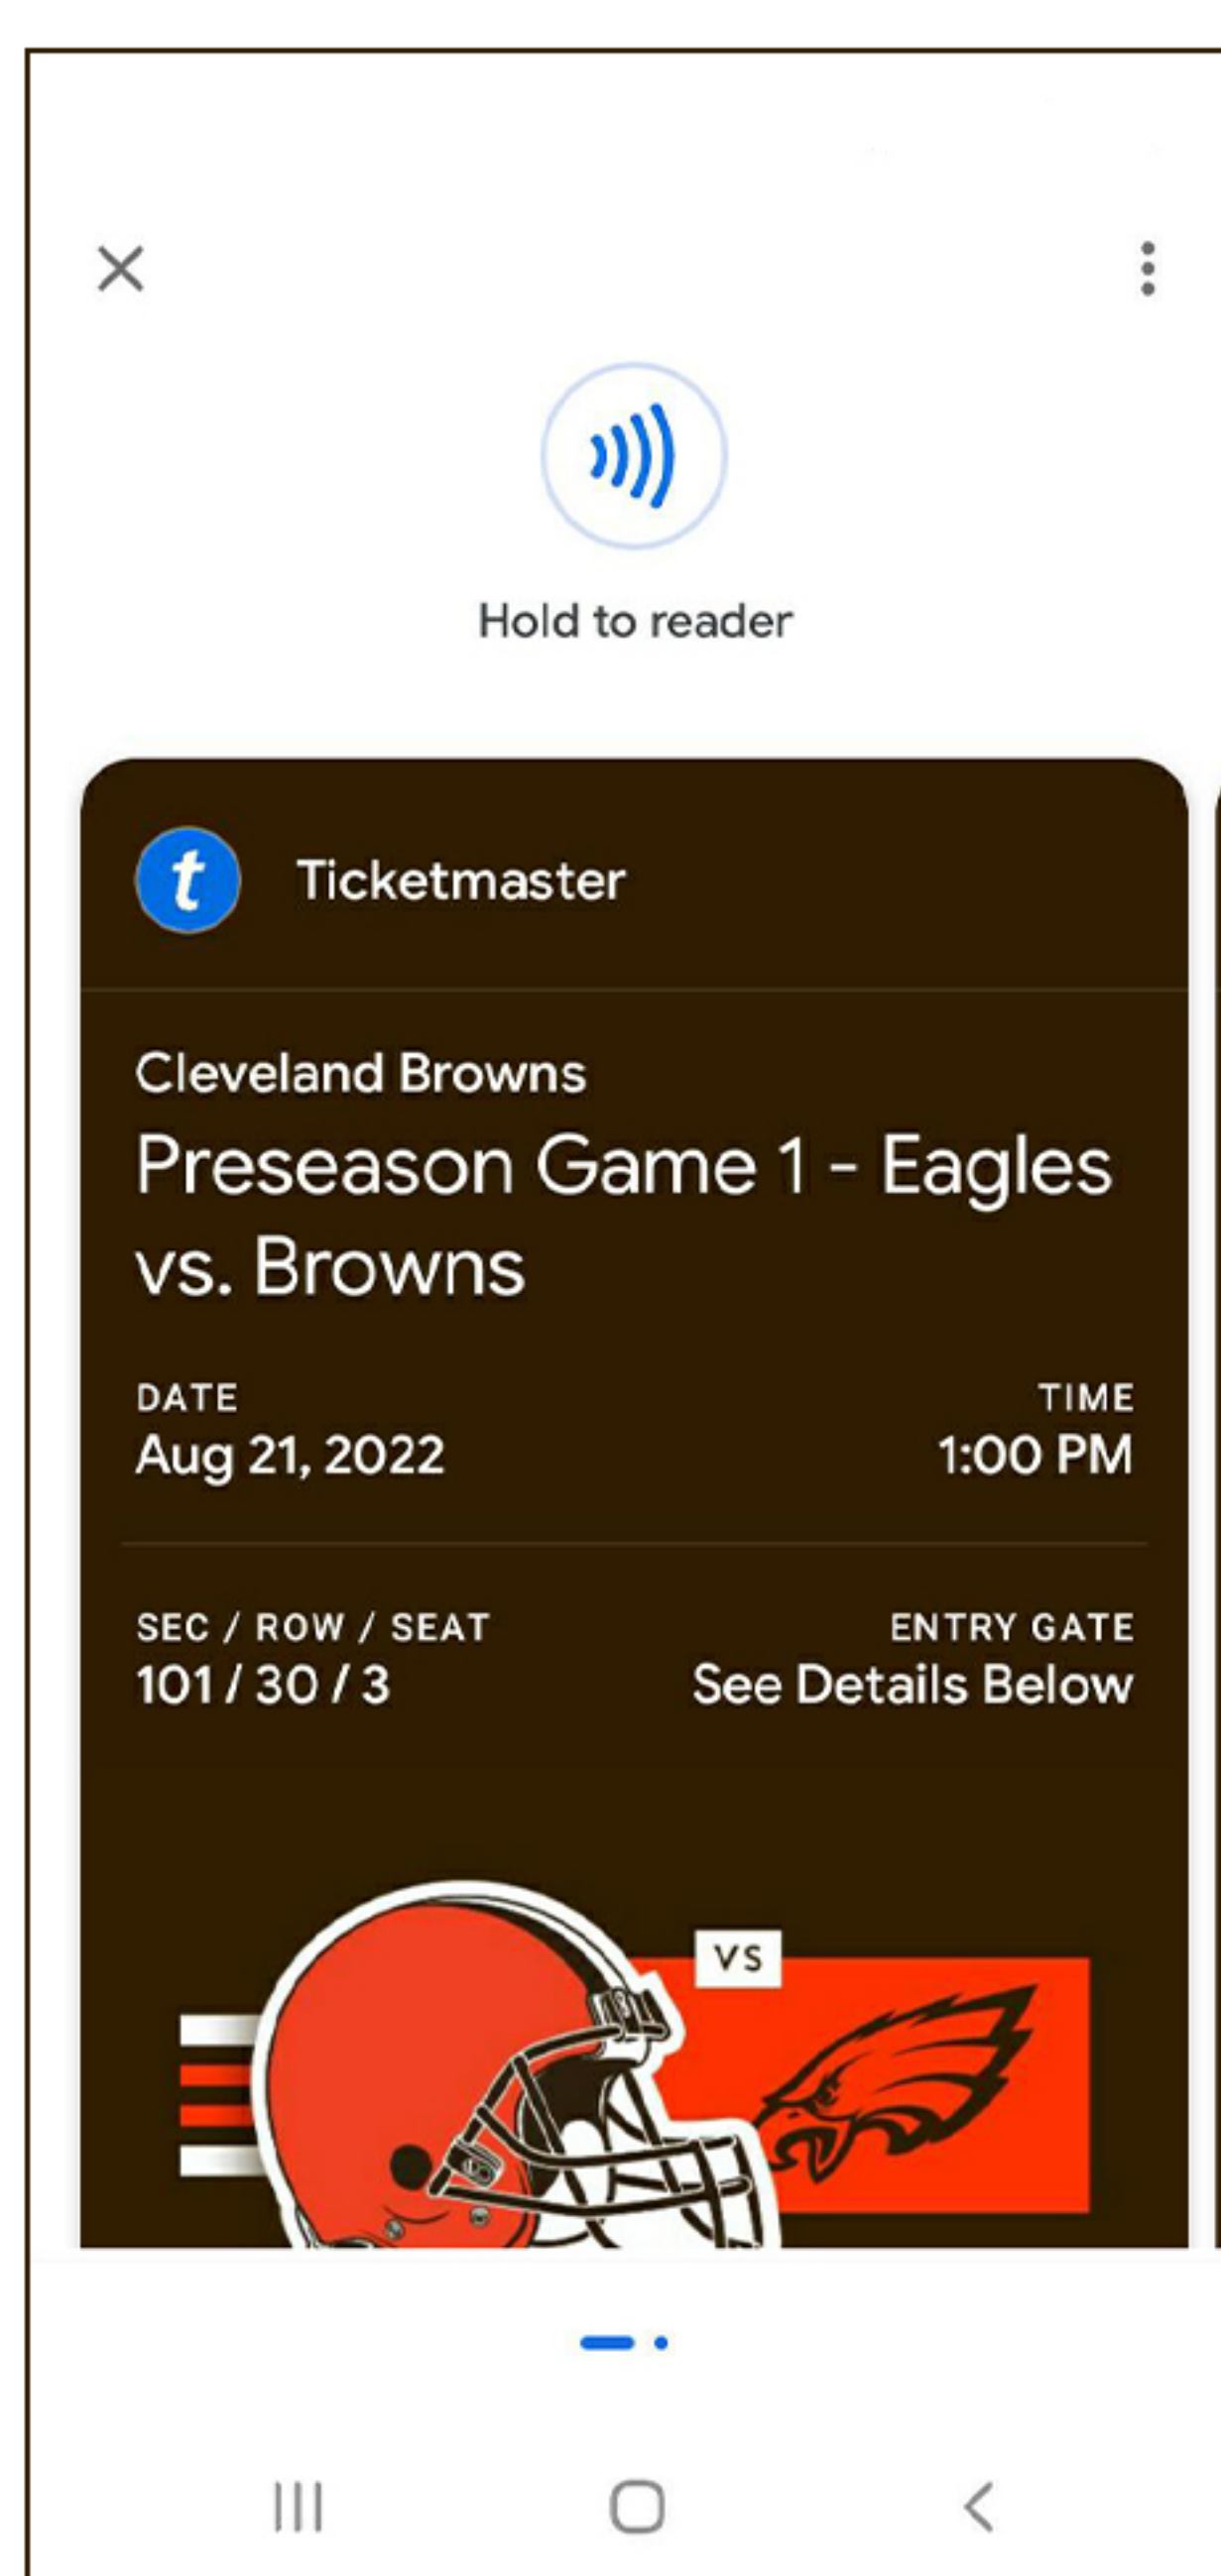 Hold to reader
t Ticketmaster
Cleveland Browns
Preseason Game 1 - Eagles
vs. Browns
DATE TIME
Aug 21, 2022 1:00 PM
SEC / ROW / SEAT ENTRY GATE
101 / 30 / 3 See Details Below
VS